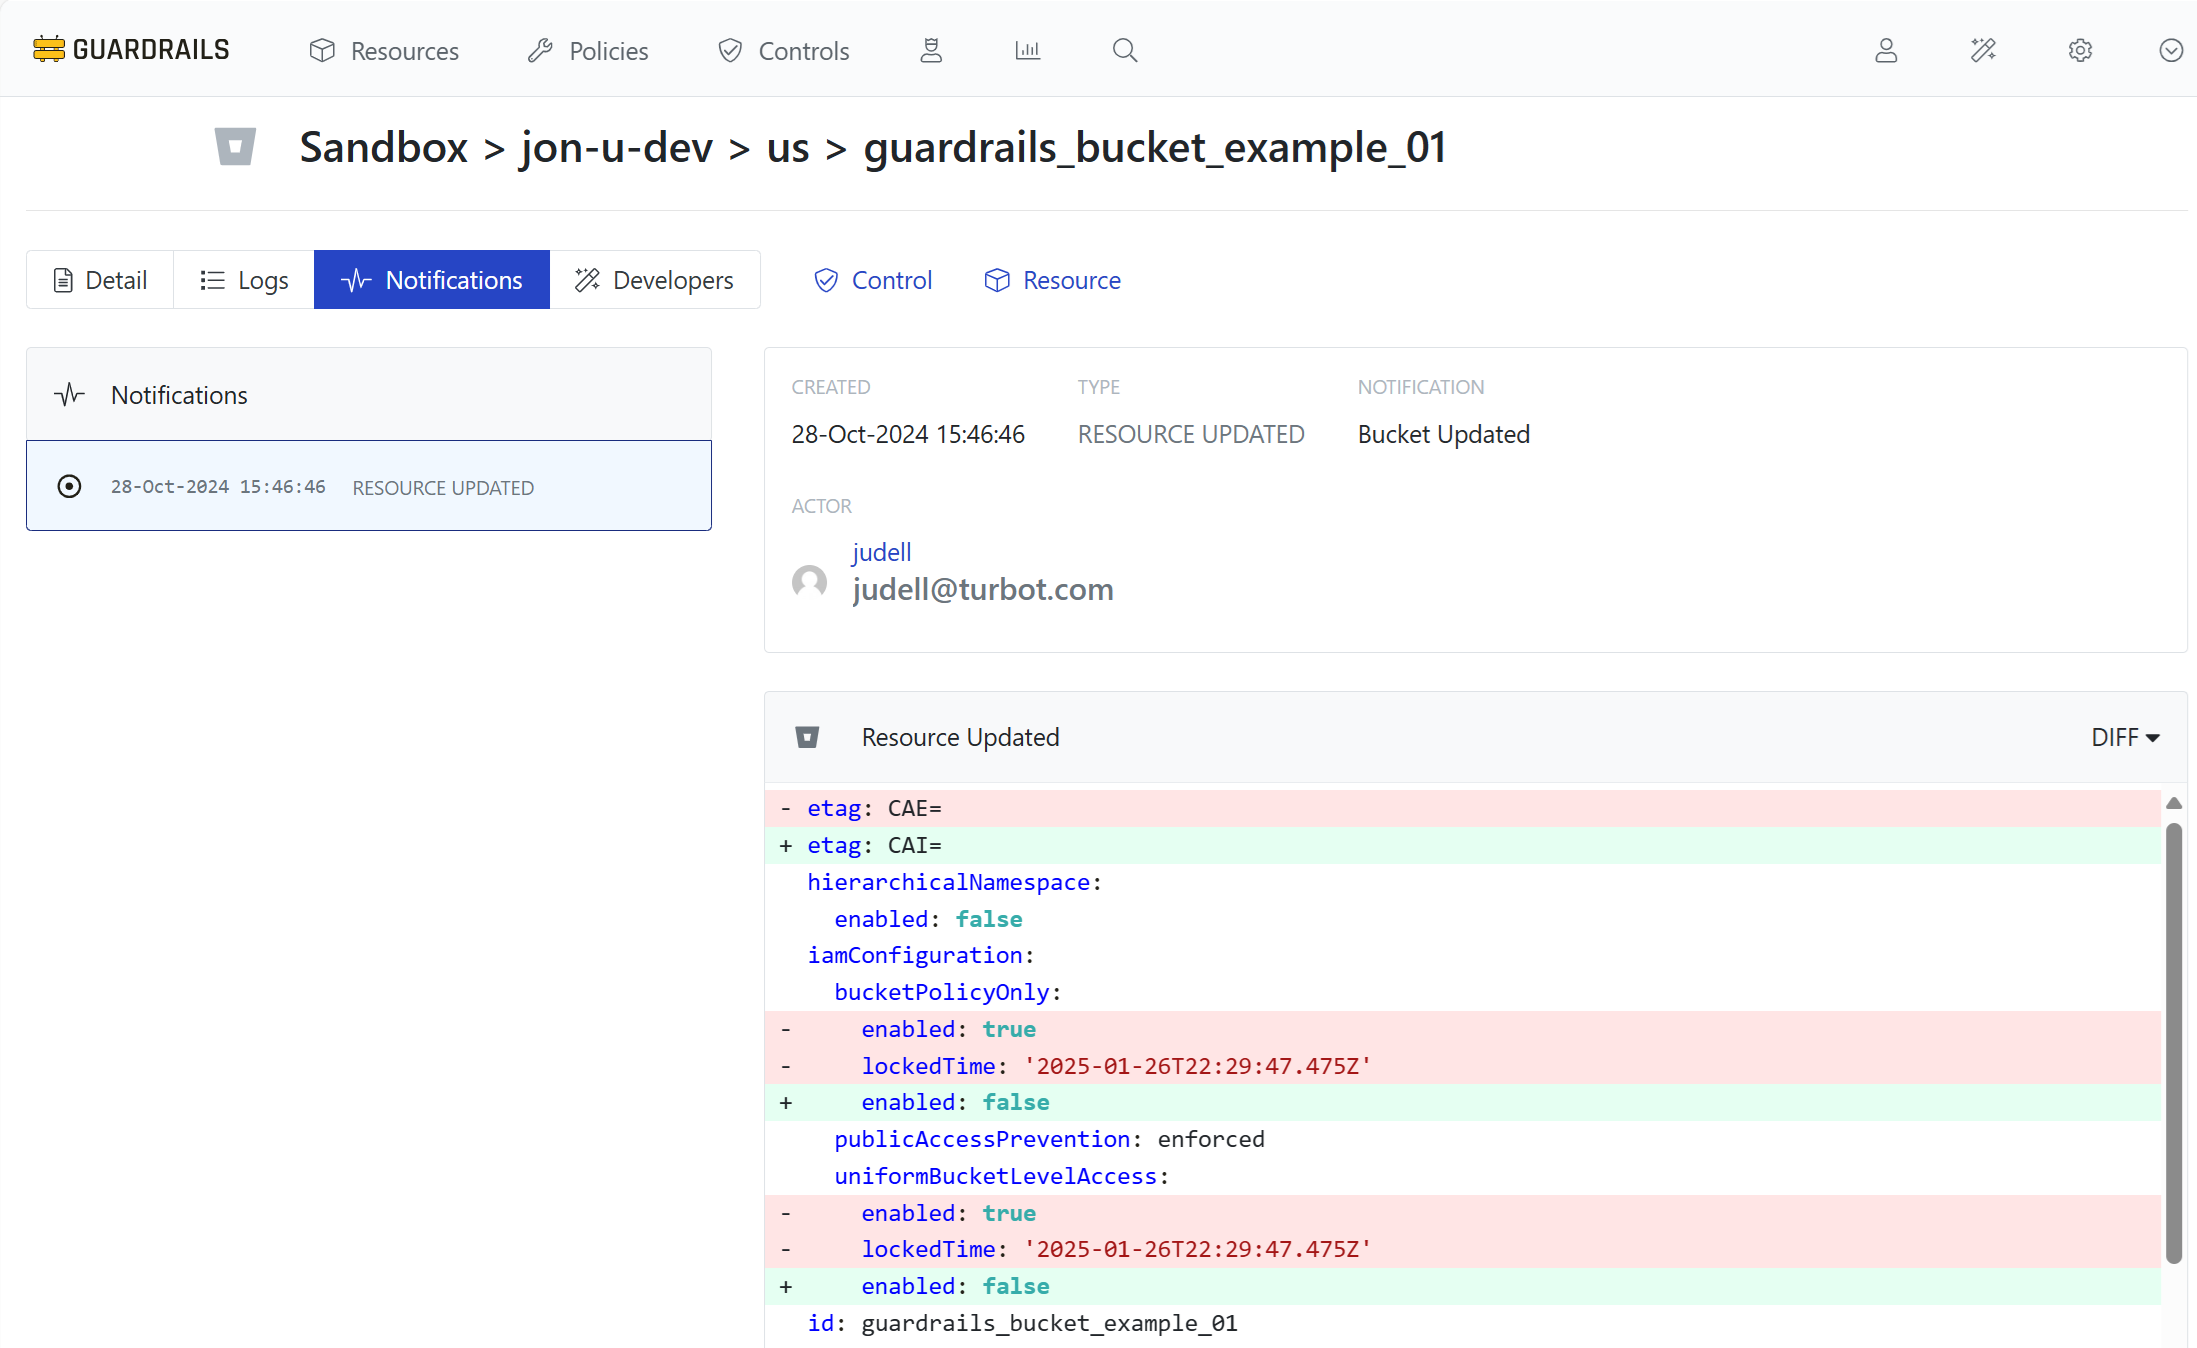 GUARDRAILS Resources Policies Controls
Sandbox > jon-u-dev > us > guardrails_bucket_example_01
Detail Logs Notifications Developers Control Resource
Notifications
28-Oct-2024 15:46:46 RESOURCE UPDATED
CREATED TYPE NOTIFICATION
28-Oct-2024 15:46:46 RESOURCE UPDATED Bucket Updated
ACTOR
judell
judell@turbot.com
Resource Updated DIFF
- etag: CAE=
+ etag: CAI=
hierarchicalNamespace:
enabled: false
iamConfiguration:
bucketPolicyOnly:
- enabled: true
- lockedTime: '2025-01-26T22:29:47.475Z'
+ enabled: false
publicAccessPrevention: enforced
uniformBucketLevelAccess:
- enabled: true
- lockedTime: '2025-01-26T22:29:47.475Z'
+ enabled: false
id: guardrails_bucket_example_01